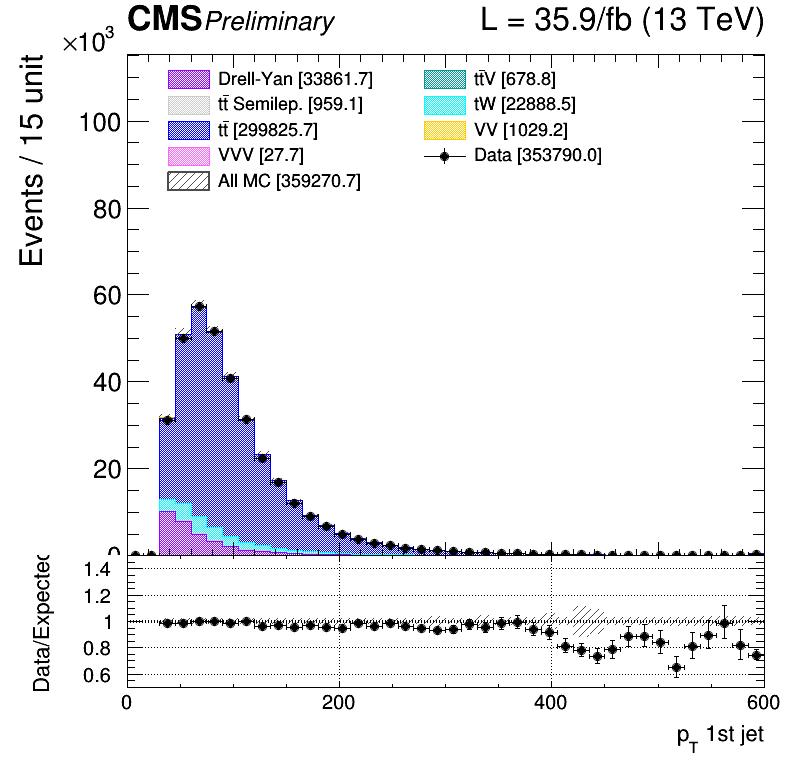 CMS Preliminary L = 35.9/fb (13 TeV)
×10³
Events / 15 unit
Drell-Yan [33861.7]
tt̄ Semilep. [959.1]
tt̄ [299825.7]
VVV [27.7]
All MC [359270.7]
tt̄V [678.8]
tW [22888.5]
VV [1029.2]
Data [353790.0]
100
80
60
40
20
0
Data/Expected
1.4
1.2
1
0.8
0.6
0 200 400 600
p_T 1st jet